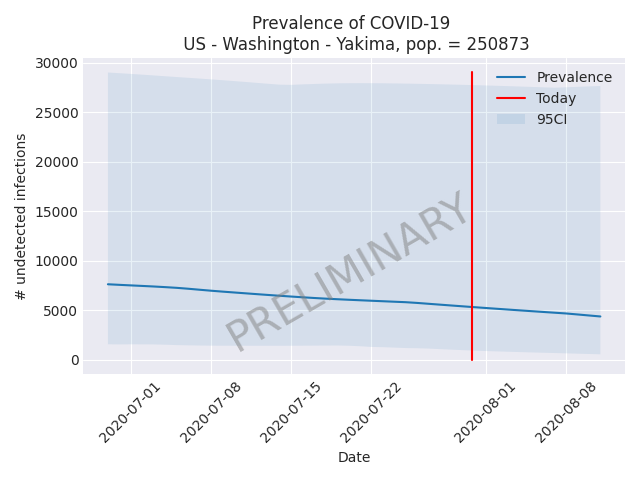 Prevalence of COVID-19
US - Washington - Yakima, pop. = 250873
# undetected infections
30000
25000
20000
15000
10000
5000
0
Prevalence
Today
95CI
PRELIMINARY
2020-07-01
2020-07-08
2020-07-15
2020-07-22
2020-08-01
2020-08-08
Date